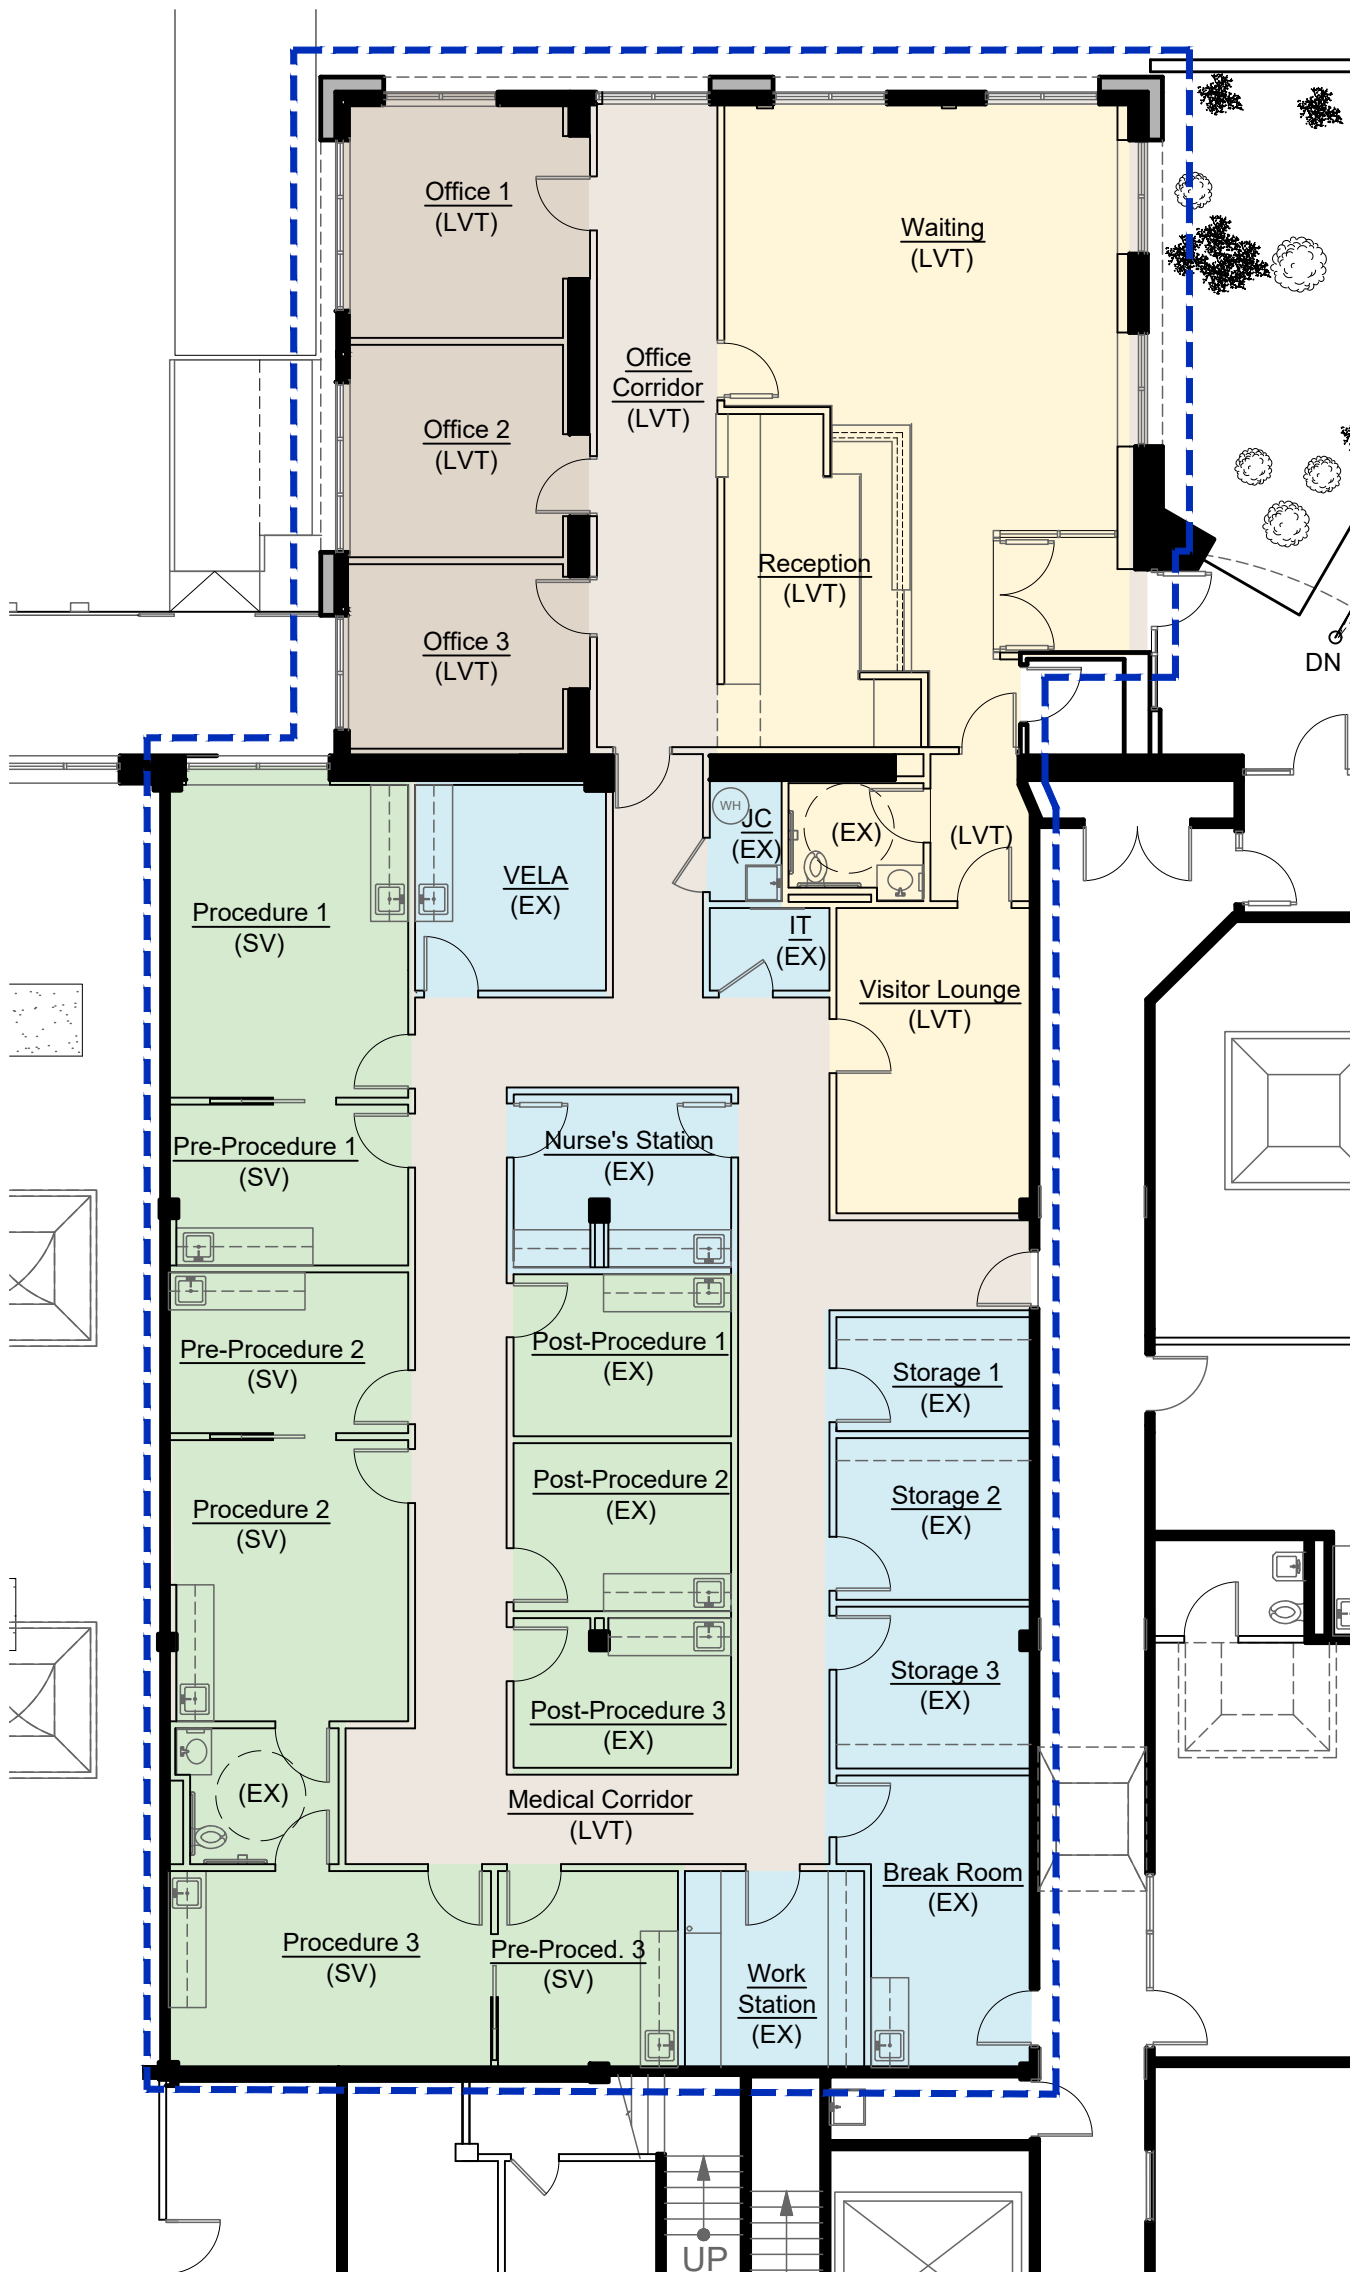 Office 1
(LVT)
Waiting
(LVT)
Office
Corridor
(LVT)
Office 2
(LVT)
Reception
(LVT)
Office 3
(LVT)
DN
WH
JC
(EX)
(EX)
(LVT)
VELA
(EX)
Procedure 1
(SV)
IT
(EX)
Visitor Lounge
(LVT)
Nurse's Station
(EX)
Pre-Procedure 1
(SV)
Post-Procedure 1
(EX)
Pre-Procedure 2
(SV)
Storage 1
(EX)
Post-Procedure 2
(EX)
Storage 2
(EX)
Procedure 2
(SV)
Storage 3
(EX)
Post-Procedure 3
(EX)
(EX)
Medical Corridor
(LVT)
Break Room
(EX)
Procedure 3
(SV)
Pre-Proced. 3
(SV)
Work
Station
(EX)
UP